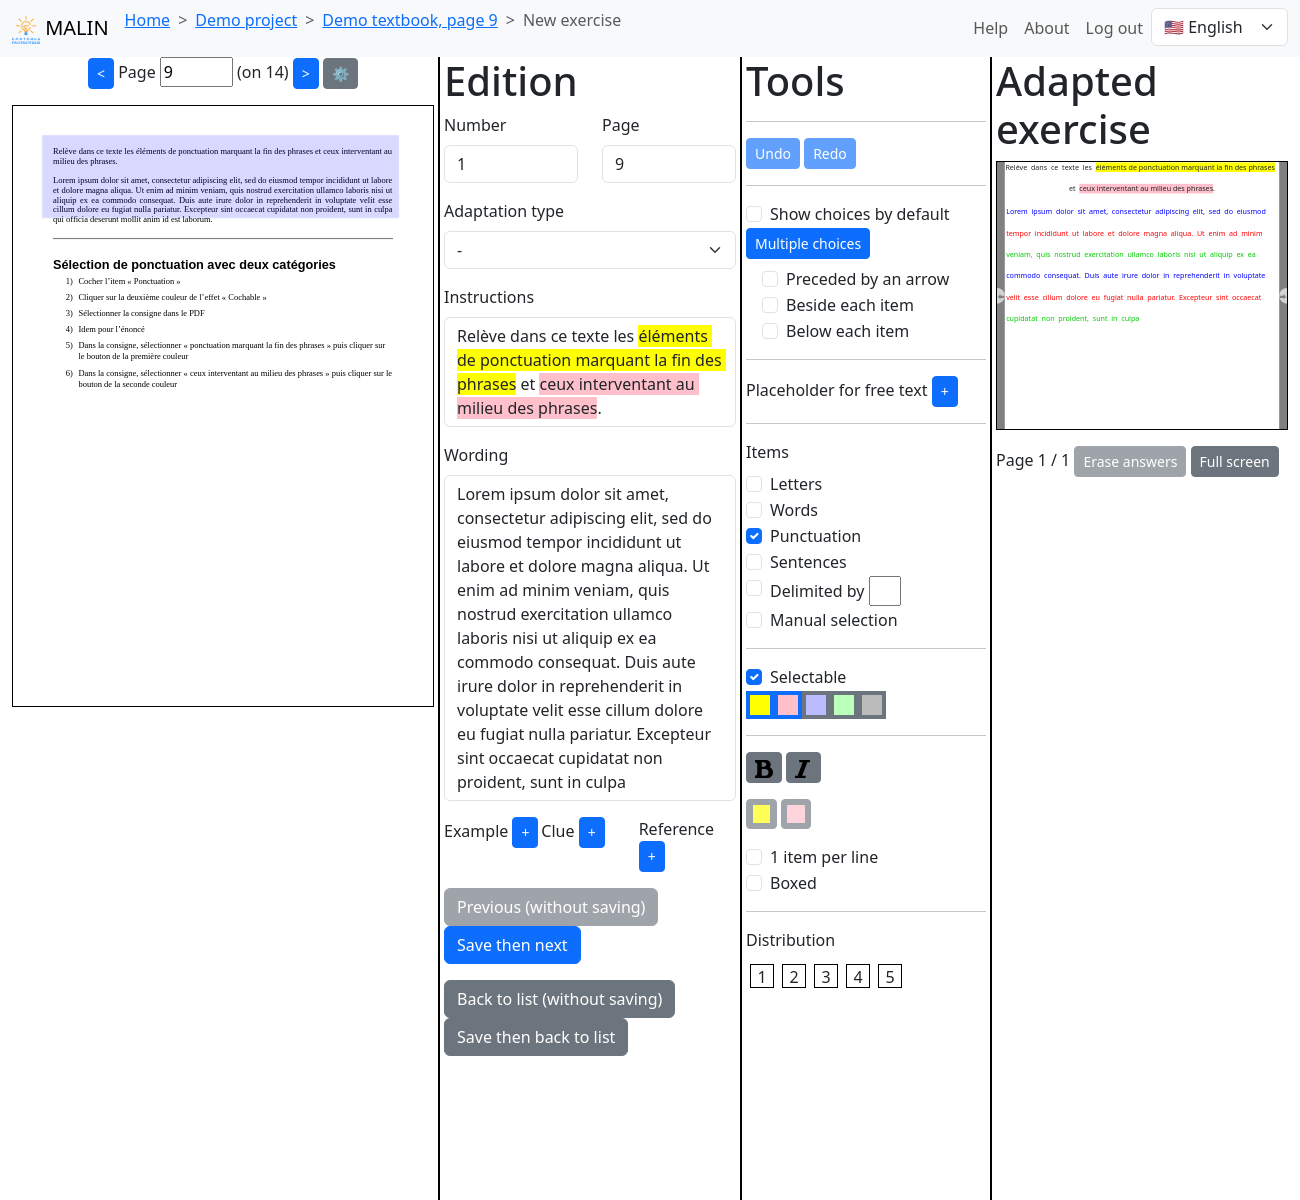 MALIN
Home > Demo project > Demo textbook, page 9 > New exercise
Help About Log out 🇺🇸 English
< Page 9 (on 14) > ⚙️
Relève dans ce texte les éléments de ponctuation marquant la fin des phrases et ceux interventant au
milieu des phrases.
Lorem ipsum dolor sit amet, consectetur adipiscing elit, sed do eiusmod tempor incididunt ut labore
et dolore magna aliqua. Ut enim ad minim veniam, quis nostrud exercitation ullamco laboris nisi ut
aliquip ex ea commodo consequat. Duis aute irure dolor in reprehenderit in voluptate velit esse
cillum dolore eu fugiat nulla pariatur. Excepteur sint occaecat cupidatat non proident, sunt in culpa
qui officia deserunt mollit anim id est laborum.
Sélection de ponctuation avec deux catégories
1) Cocher l'item « Ponctuation »
2) Cliquer sur la deuxième couleur de l'effet « Cochable »
3) Sélectionner la consigne dans le PDF
4) Idem pour l'énoncé
5) Dans la consigne, sélectionner « ponctuation marquant la fin des phrases » puis cliquer sur
le bouton de la première couleur
6) Dans la consigne, sélectionner « ceux interventant au milieu des phrases » puis cliquer sur le
bouton de la seconde couleur
Edition
Number Page
1 9
Adaptation type
-
Instructions
Relève dans ce texte les éléments
de ponctuation marquant la fin des
phrases et ceux interventant au
milieu des phrases.
Wording
Lorem ipsum dolor sit amet,
consectetur adipiscing elit, sed do
eiusmod tempor incididunt ut
labore et dolore magna aliqua. Ut
enim ad minim veniam, quis
nostrud exercitation ullamco
laboris nisi ut aliquip ex ea
commodo consequat. Duis aute
irure dolor in reprehenderit in
voluptate velit esse cillum dolore
eu fugiat nulla pariatur. Excepteur
sint occaecat cupidatat non
proident, sunt in culpa
Example + Clue + Reference
+
Previous (without saving)
Save then next
Back to list (without saving)
Save then back to list
Tools
Undo Redo
Show choices by default
Multiple choices
Preceded by an arrow
Beside each item
Below each item
Placeholder for free text +
Items
Letters
Words
Punctuation
Sentences
Delimited by
Manual selection
Selectable
B I
1 item per line
Boxed
Distribution
1 2 3 4 5
Adapted
exercise
Relève dans ce texte les éléments de ponctuation marquant la fin des phrases
et ceux interventant au milieu des phrases.
Lorem ipsum dolor sit amet, consectetur adipiscing elit, sed do eiusmod
tempor incididunt ut labore et dolore magna aliqua. Ut enim ad minim
veniam, quis nostrud exercitation ullamco laboris nisi ut aliquip ex ea
commodo consequat. Duis aute irure dolor in reprehenderit in voluptate
velit esse cillum dolore eu fugiat nulla pariatur. Excepteur sint occaecat
cupidatat non proident, sunt in culpa
Page 1 / 1 Erase answers Full screen